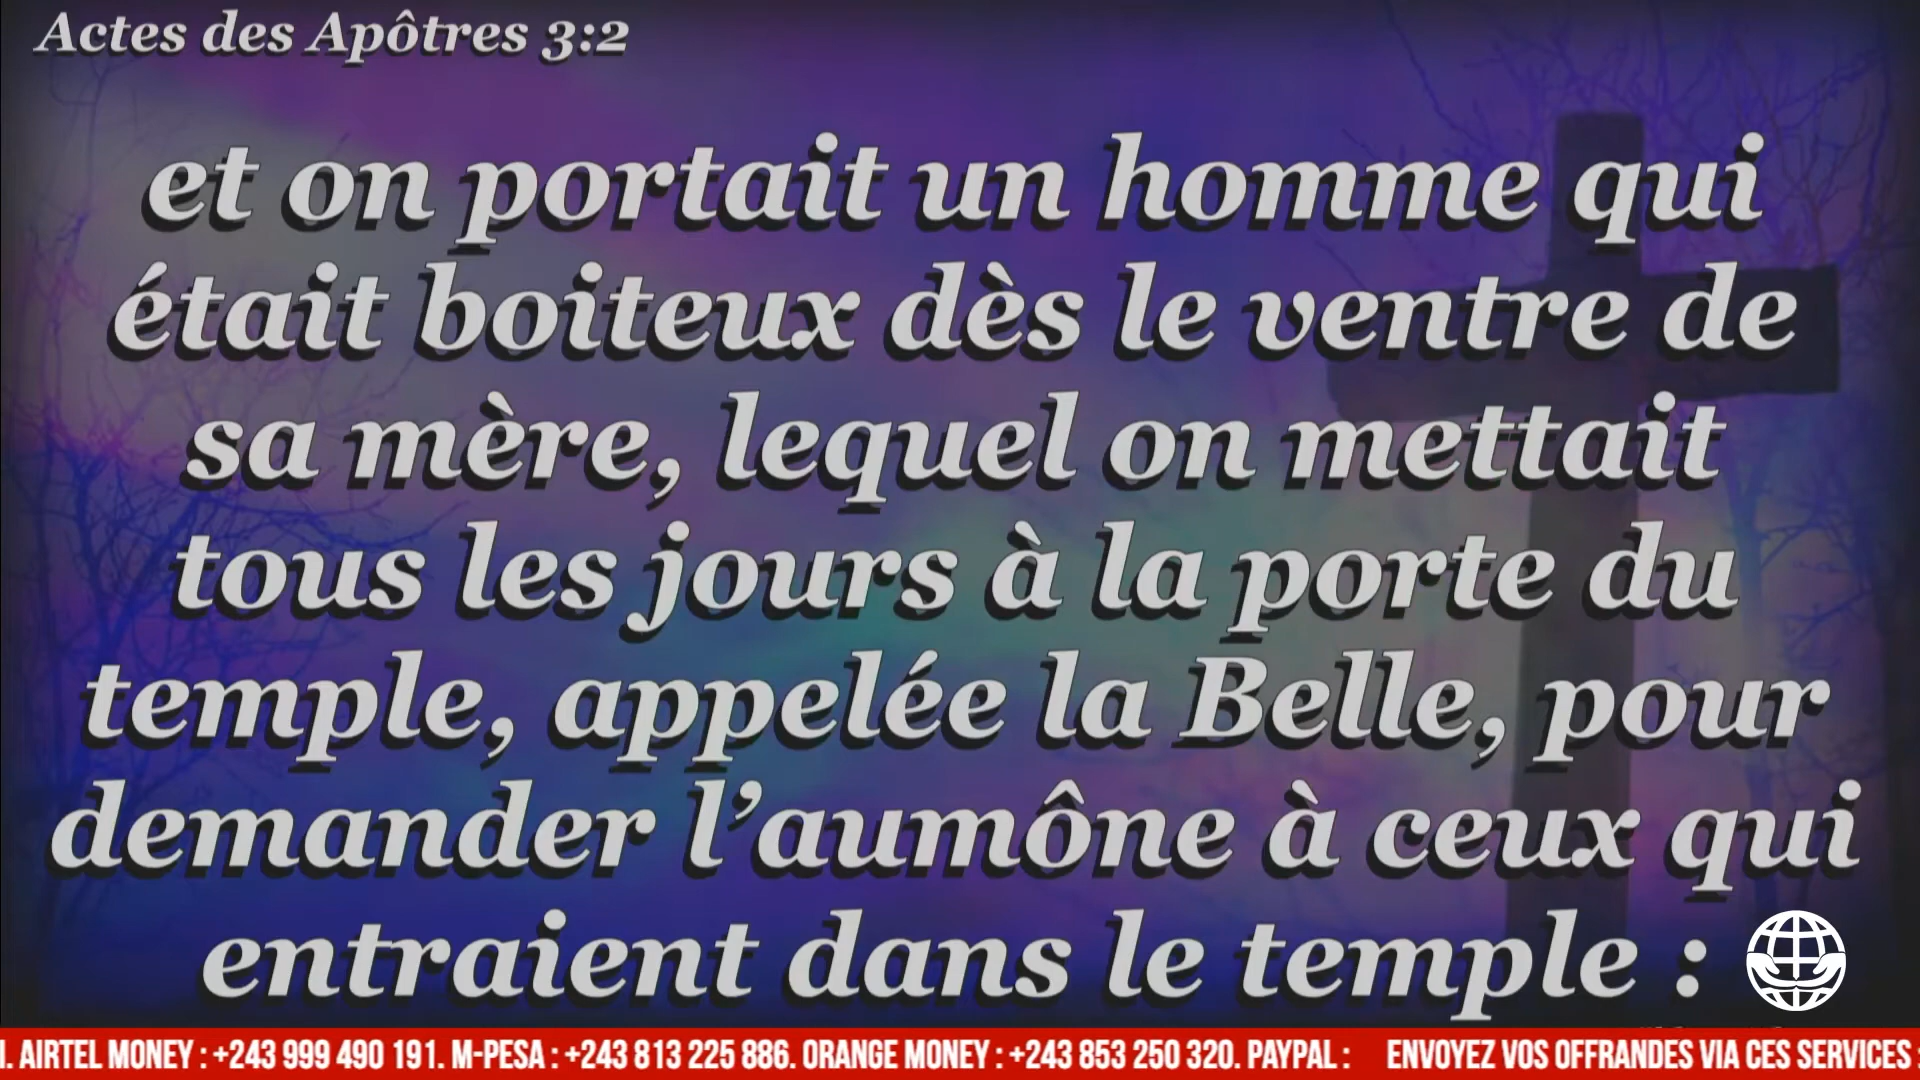 Actes des Apôtres 3:2
et on portait un homme qui
était boiteux dès le ventre de
sa mère, lequel on mettait
tous les jours à la porte du
temple, appelée la Belle, pour
demander l’aumône à ceux qui
entraient dans le temple :
. AIRTEL MONEY : +243 999 490 191. M-PESA : +243 813 225 886. ORANGE MONEY : +243 853 250 320. PAYPAL : ENVOYEZ VOS OFFRANDES VIA CES SERVICES :